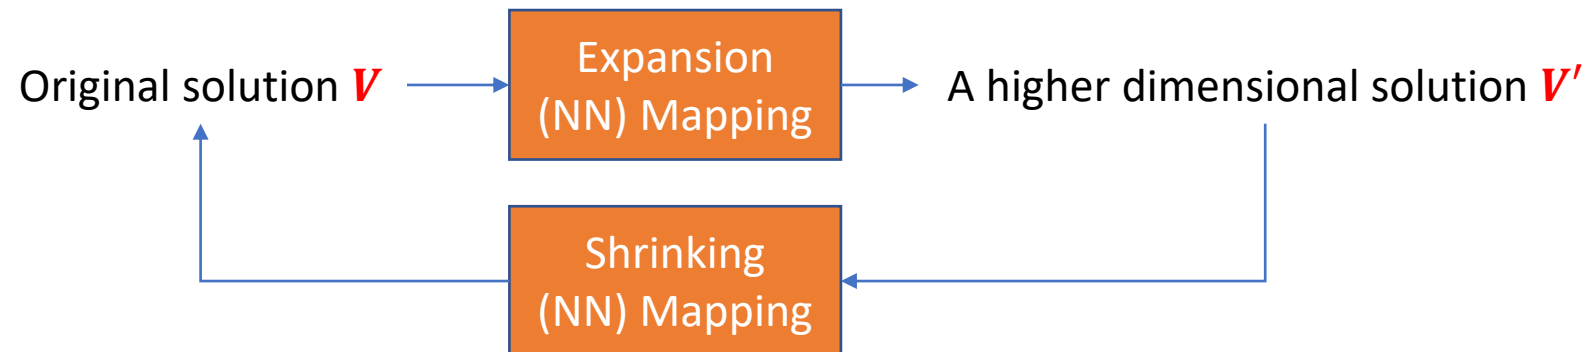 Original solution V
Expansion
(NN) Mapping
A higher dimensional solution V′
Shrinking
(NN) Mapping